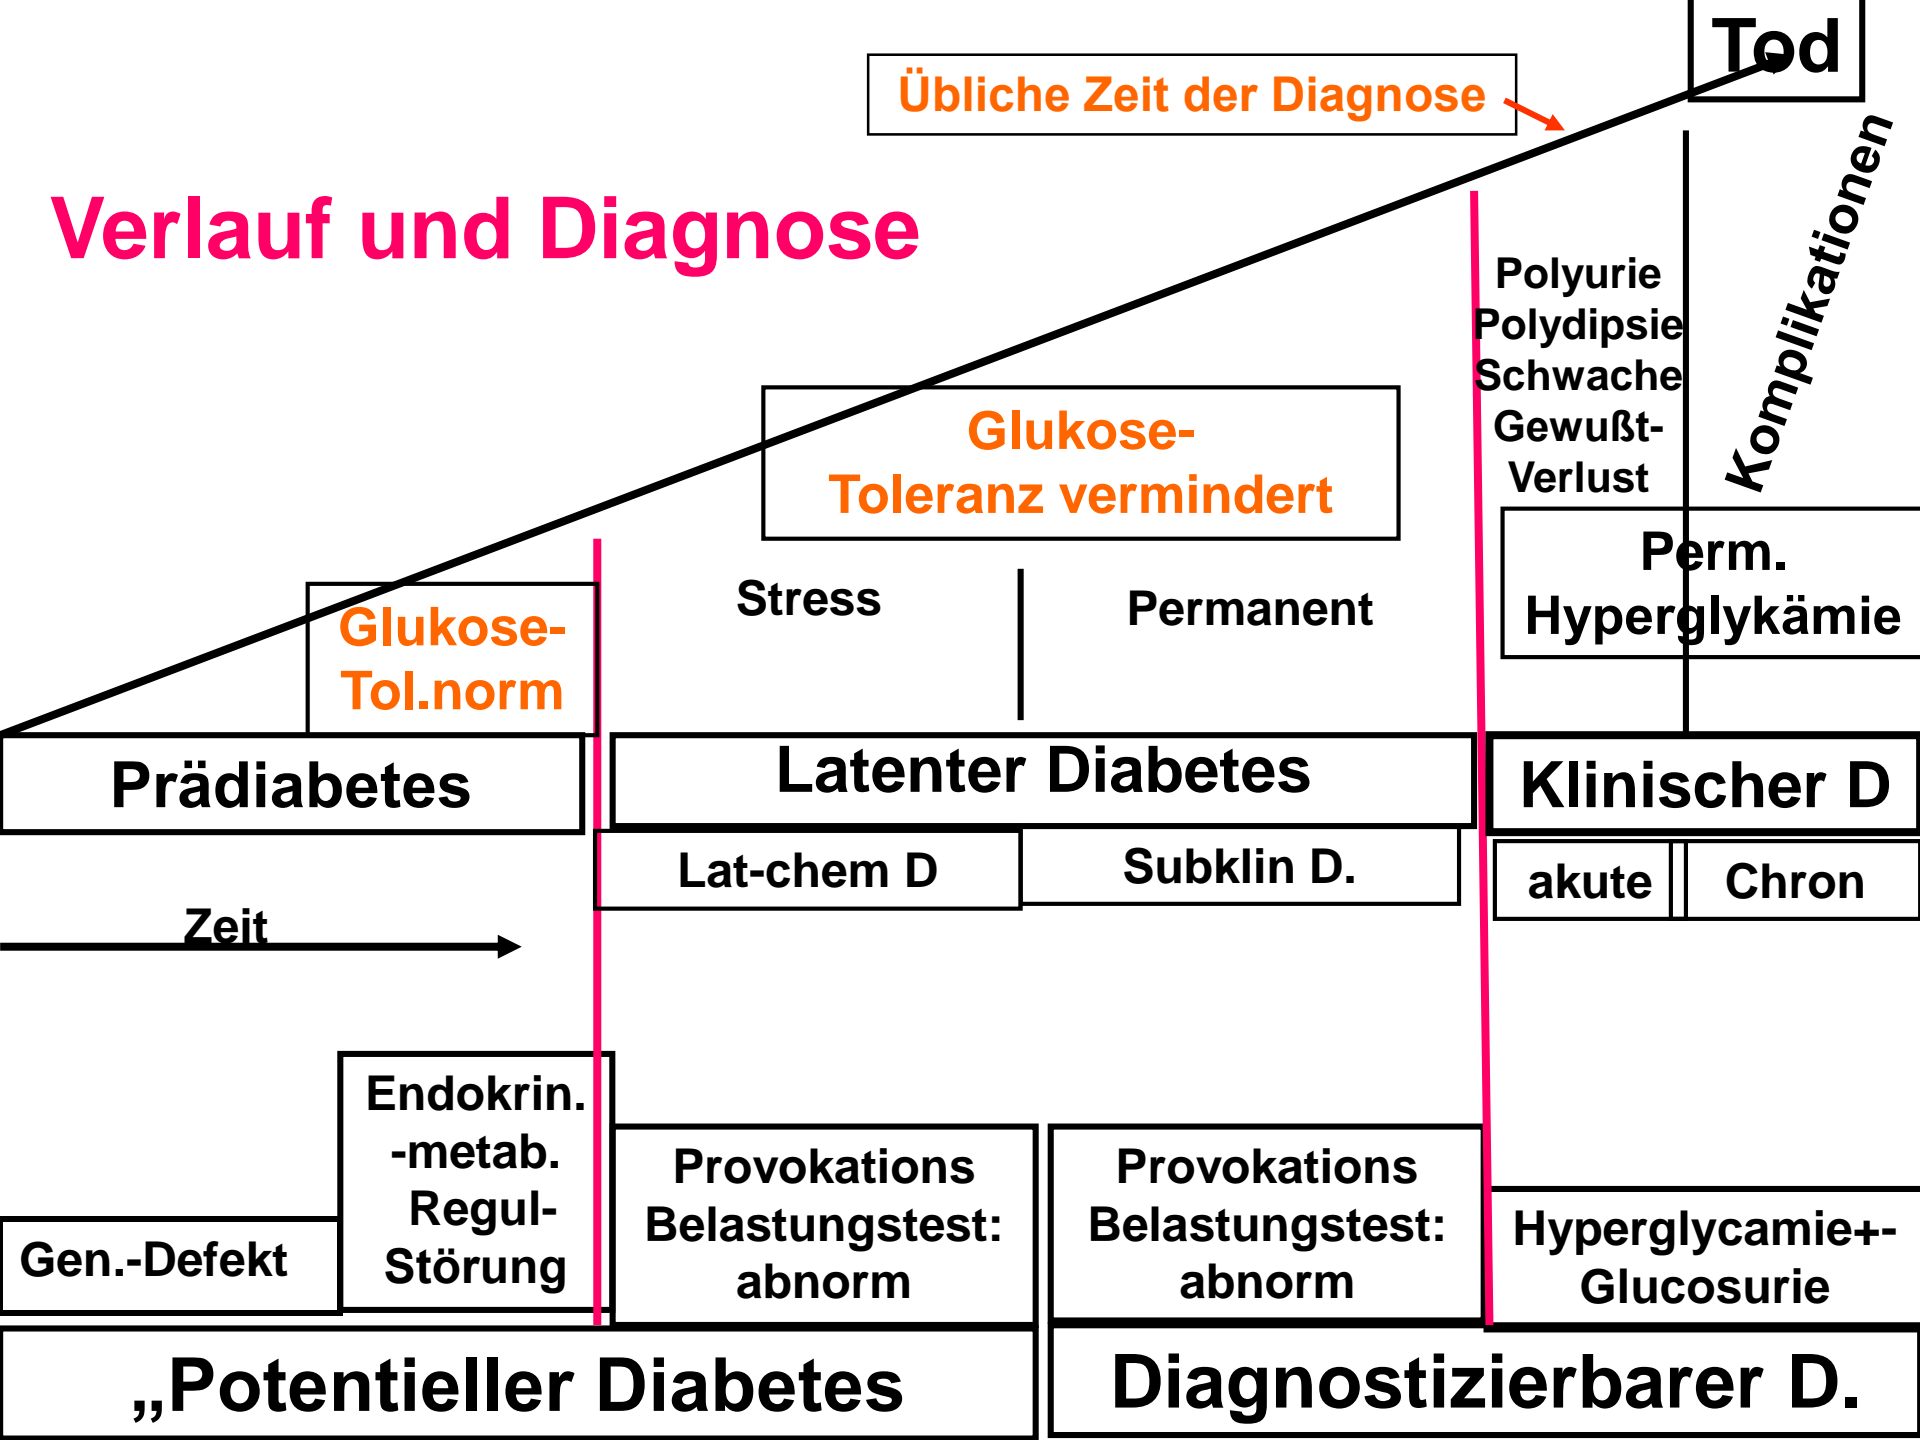 Tod
Übliche Zeit der Diagnose
Verlauf und Diagnose
Komplikationen
Polyurie
Polydipsie
Schwache
Gewußt-
Verlust
Glukose-
Toleranz vermindert
Perm.
Hyperglykämie
Stress
Permanent
Glukose-
Tol.norm
Prädiabetes
Latenter Diabetes
Klinischer D
Lat-chem D
Subklin D.
akute
Chron
Zeit
Endokrin.
-metab.
Regul-
Störung
Gen.-Defekt
Provokations
Belastungstest:
abnorm
Provokations
Belastungstest:
abnorm
Hyperglycamie+-
Glucosurie
„Potentieller Diabetes
Diagnostizierbarer D.